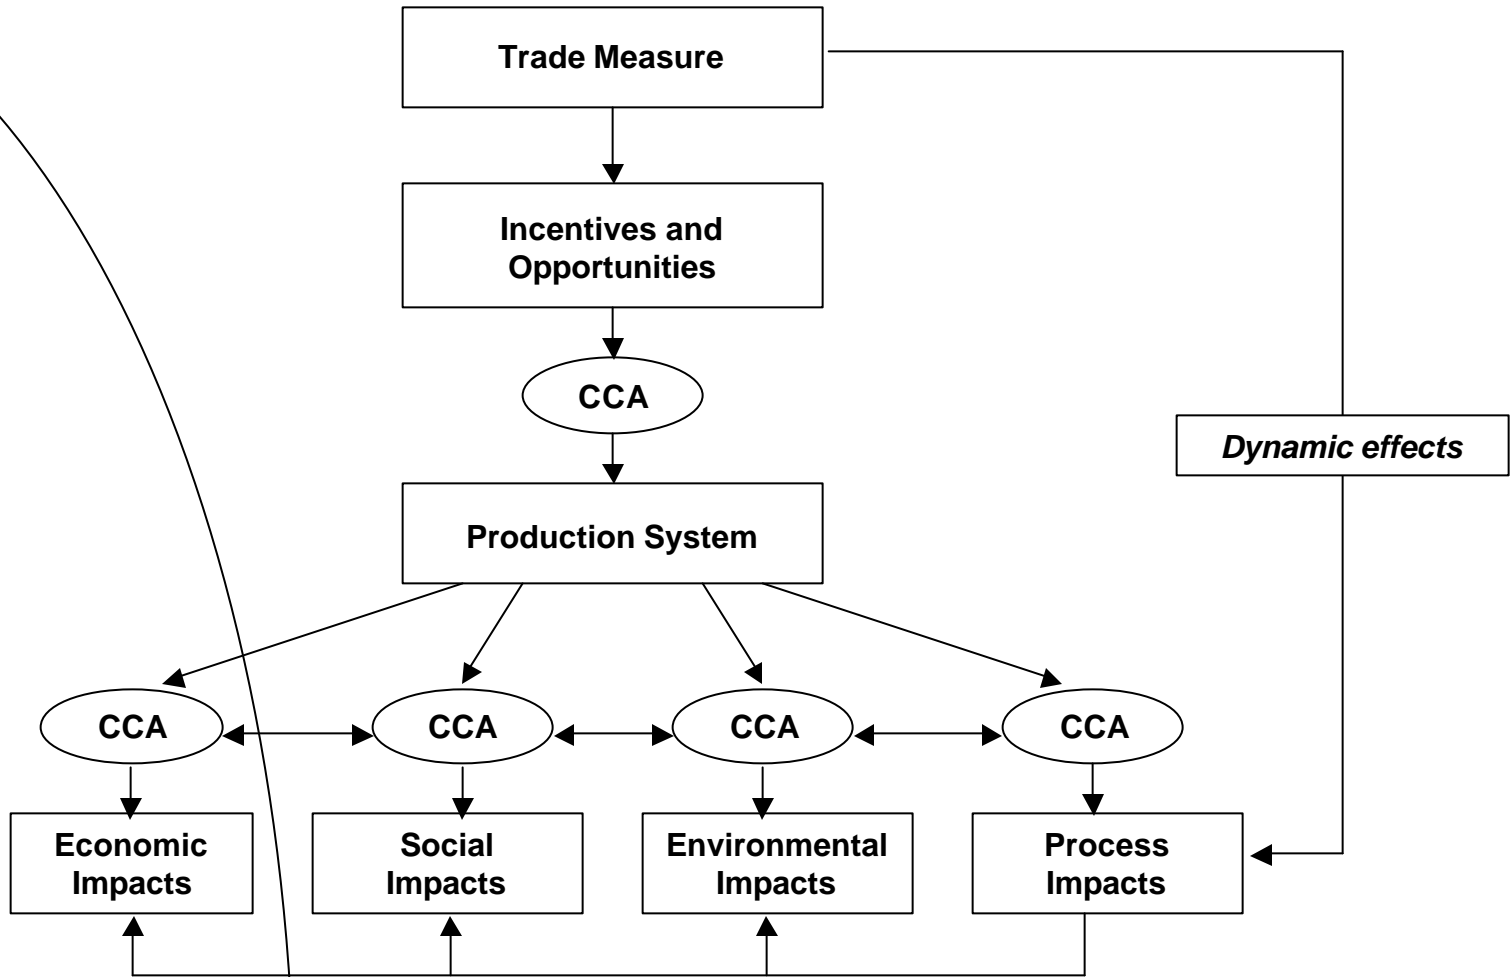 Trade Measure
Incentives and
Opportunities
CCA
Dynamic effects
Production System
CCA
CCA
CCA
CCA
Economic
Impacts
Social
Impacts
Environmental
Impacts
Process
Impacts